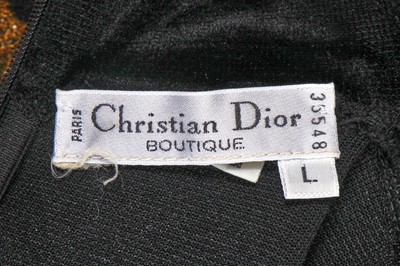 PARIS
Christian Dior
BOUTIQUE
35548
L